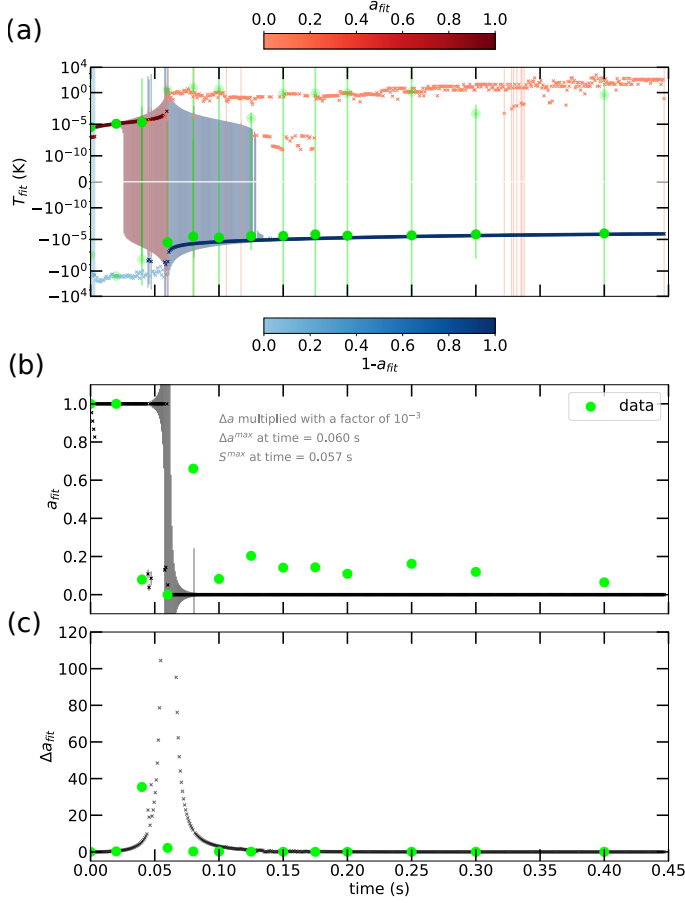 (a)
a_fit
0.0 0.2 0.4 0.6 0.8 1.0
T_fit (K)
10^4
10^0
10^−5
10^−10
0
−10^−10
−10^−5
−10^0
−10^4
0.0 0.2 0.4 0.6 0.8 1.0
1-a_fit
(b)
a_fit
1.0
0.8
0.6
0.4
0.2
0.0
Δa multiplied with a factor of 10^−3
Δa^max at time = 0.060 s
S^max at time = 0.057 s
data
(c)
Δa_fit
120
100
80
60
40
20
0
0.00 0.05 0.10 0.15 0.20 0.25 0.30 0.35 0.40 0.45
time (s)